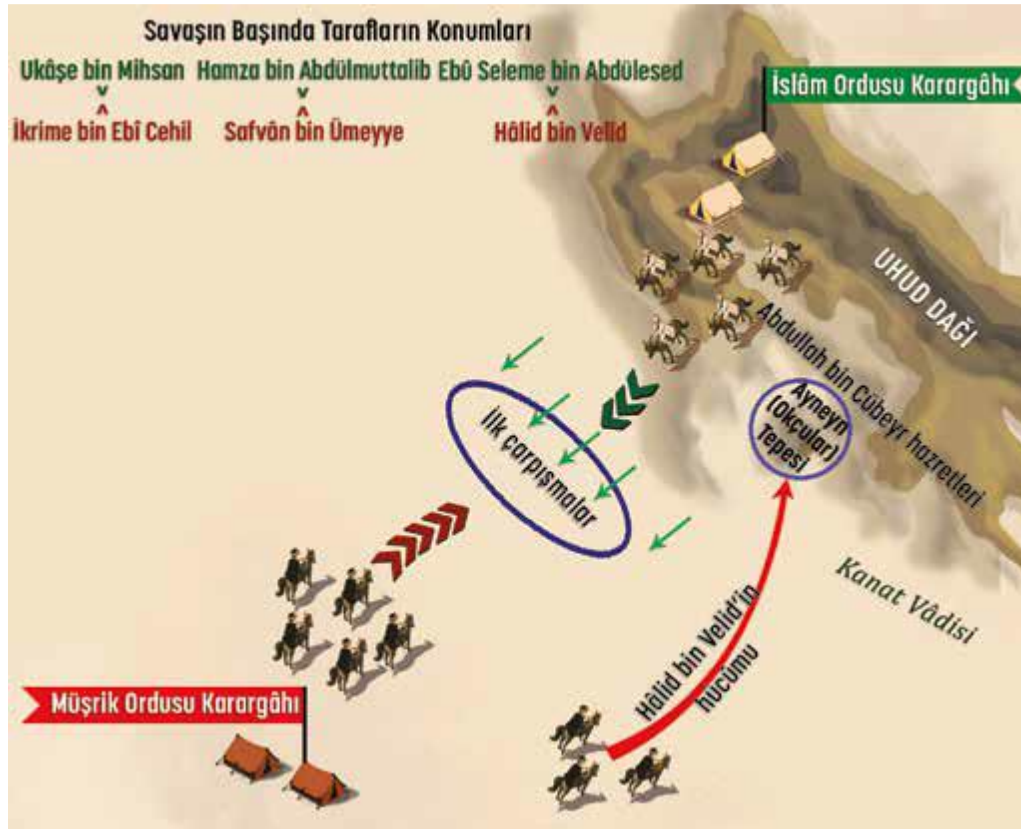 Savaşın Başında Tarafların Konumları
Ukâşe bin Mihsan Hamza bin Abdülmuttalib Ebû Seleme bin Abdülesed
İkrime bin Ebî Cehil Safvân bin Ümeyye Hâlid bin Velid
İslâm Ordusu Karargâhı
UHUD DAĞI
Abdullah bin Cübeyr hazretleri
Ayneyn
(Okçular)
Tepesi
İlk çarpışmalar
Kanat Vâdisi
Hâlid bin Velid'in
hucûmu
Müşrik Ordusu Karargâhı